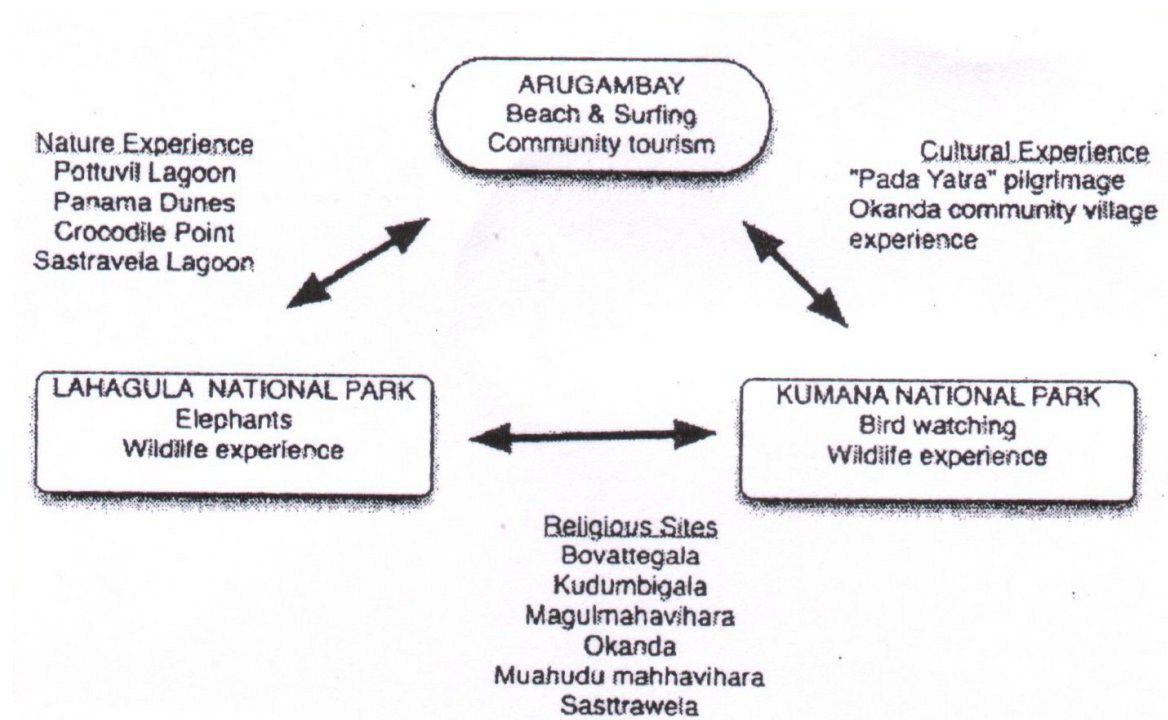 ARUGAMBAY
Beach & Surfing
Community tourism
Nature Experience
Pottuvil Lagoon
Panama Dunes
Crocodile Point
Sastravela Lagoon
Cultural Experience
"Pada Yatra" pilgrimage
Okanda community village
experience
LAHAGULA NATIONAL PARK
Elephants
Wildlife experience
KUMANA NATIONAL PARK
Bird watching
Wildlife experience
Religious Sites
Bovattegala
Kudumbigala
Magulmahavihara
Okanda
Muahudu mahhavihara
Sasttrawela